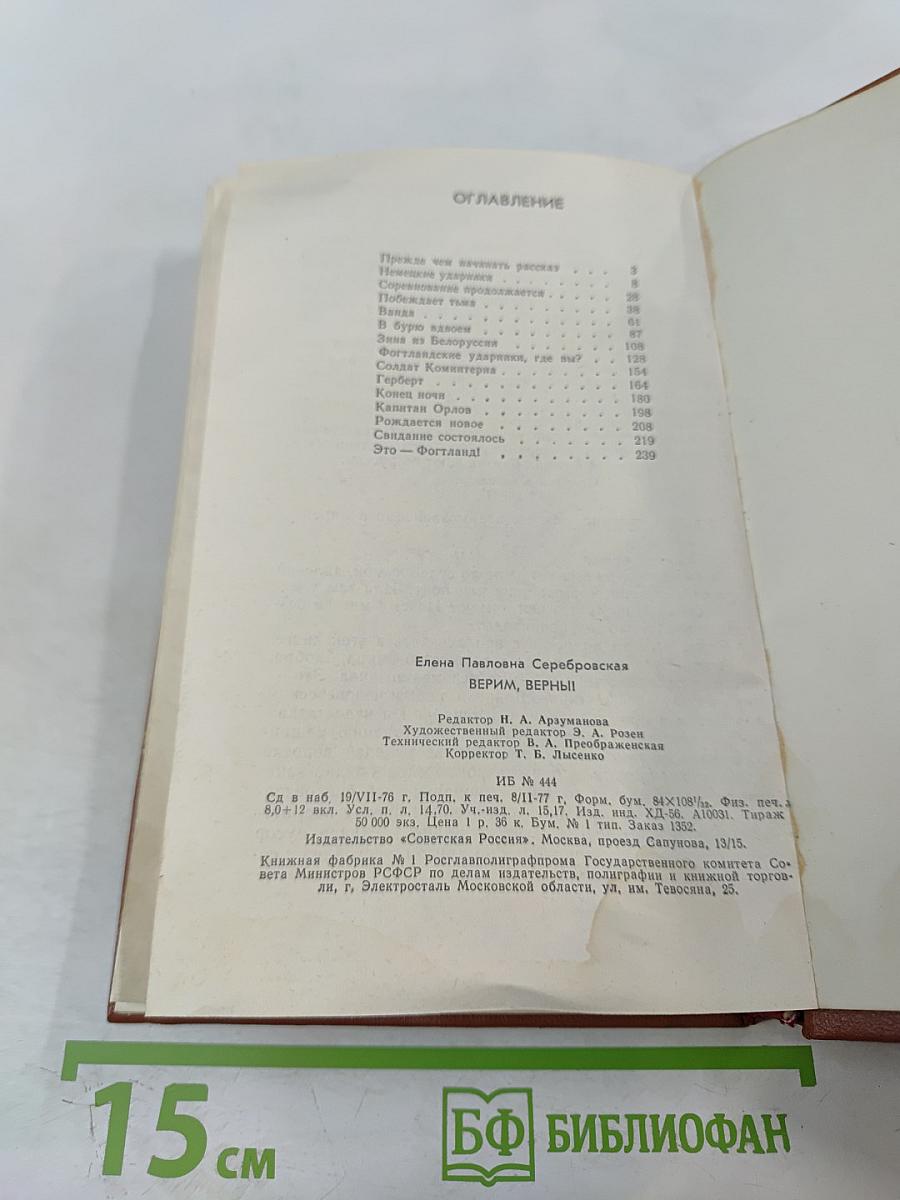 ОГЛАВЛЕНИЕ
Прежде чем начинать рассказ . . . 3
Немецкие ударники . . . . . . . . 8
Соревнование продолжается . . . . . 28
Побеждает тьма . . . . . . . . . 38
Ванда . . . . . . . . . . . . 61
В бурю вдвоем . . . . . . . . . 87
Зина из Белоруссии . . . . . . . 108
Фогтландские ударники, где вы? . . 128
Солдат Коминтерна . . . . . . . . 154
Герберт . . . . . . . . . . . 164
Конец ночи . . . . . . . . . . 180
Капитан Орлов . . . . . . . . . 198
Рождается новое . . . . . . . . 208
Свидание состоялось . . . . . . . 219
Это — Фогтланд! . . . . . . . . 239
Елена Павловна Серебровская
ВЕРИМ, ВЕРНЫ!
Редактор Н. А. Арзуманова
Художественный редактор Э. А. Розен
Технический редактор В. А. Преображенская
Корректор Т. Б. Лысенко
ИБ № 444
Сд в наб. 19/VII-76 г. Подп. к печ. 8/II-77 г. Форм. бум. 84×108¹/₃₂. Физ. печ.
8,0+12 вкл. Усл. п. л. 14,70. Уч.-изд. л. 15,17. Изд. инд. ХД-56. А10031. Тираж
50 000 экз. Цена 1 р. 36 к. Бум. № 1 тип. Заказ 1352.
Издательство «Советская Россия». Москва, проезд Сапунова, 13/15.
Книжная фабрика № 1 Росглавполиграфпрома Государственного комитета Со-
вета Министров РСФСР по делам издательств, полиграфии и книжной торгов-
ли, г. Электросталь Московской области, ул. им. Тевосяна, 25.
15 см
БФ БИБЛИОФАН